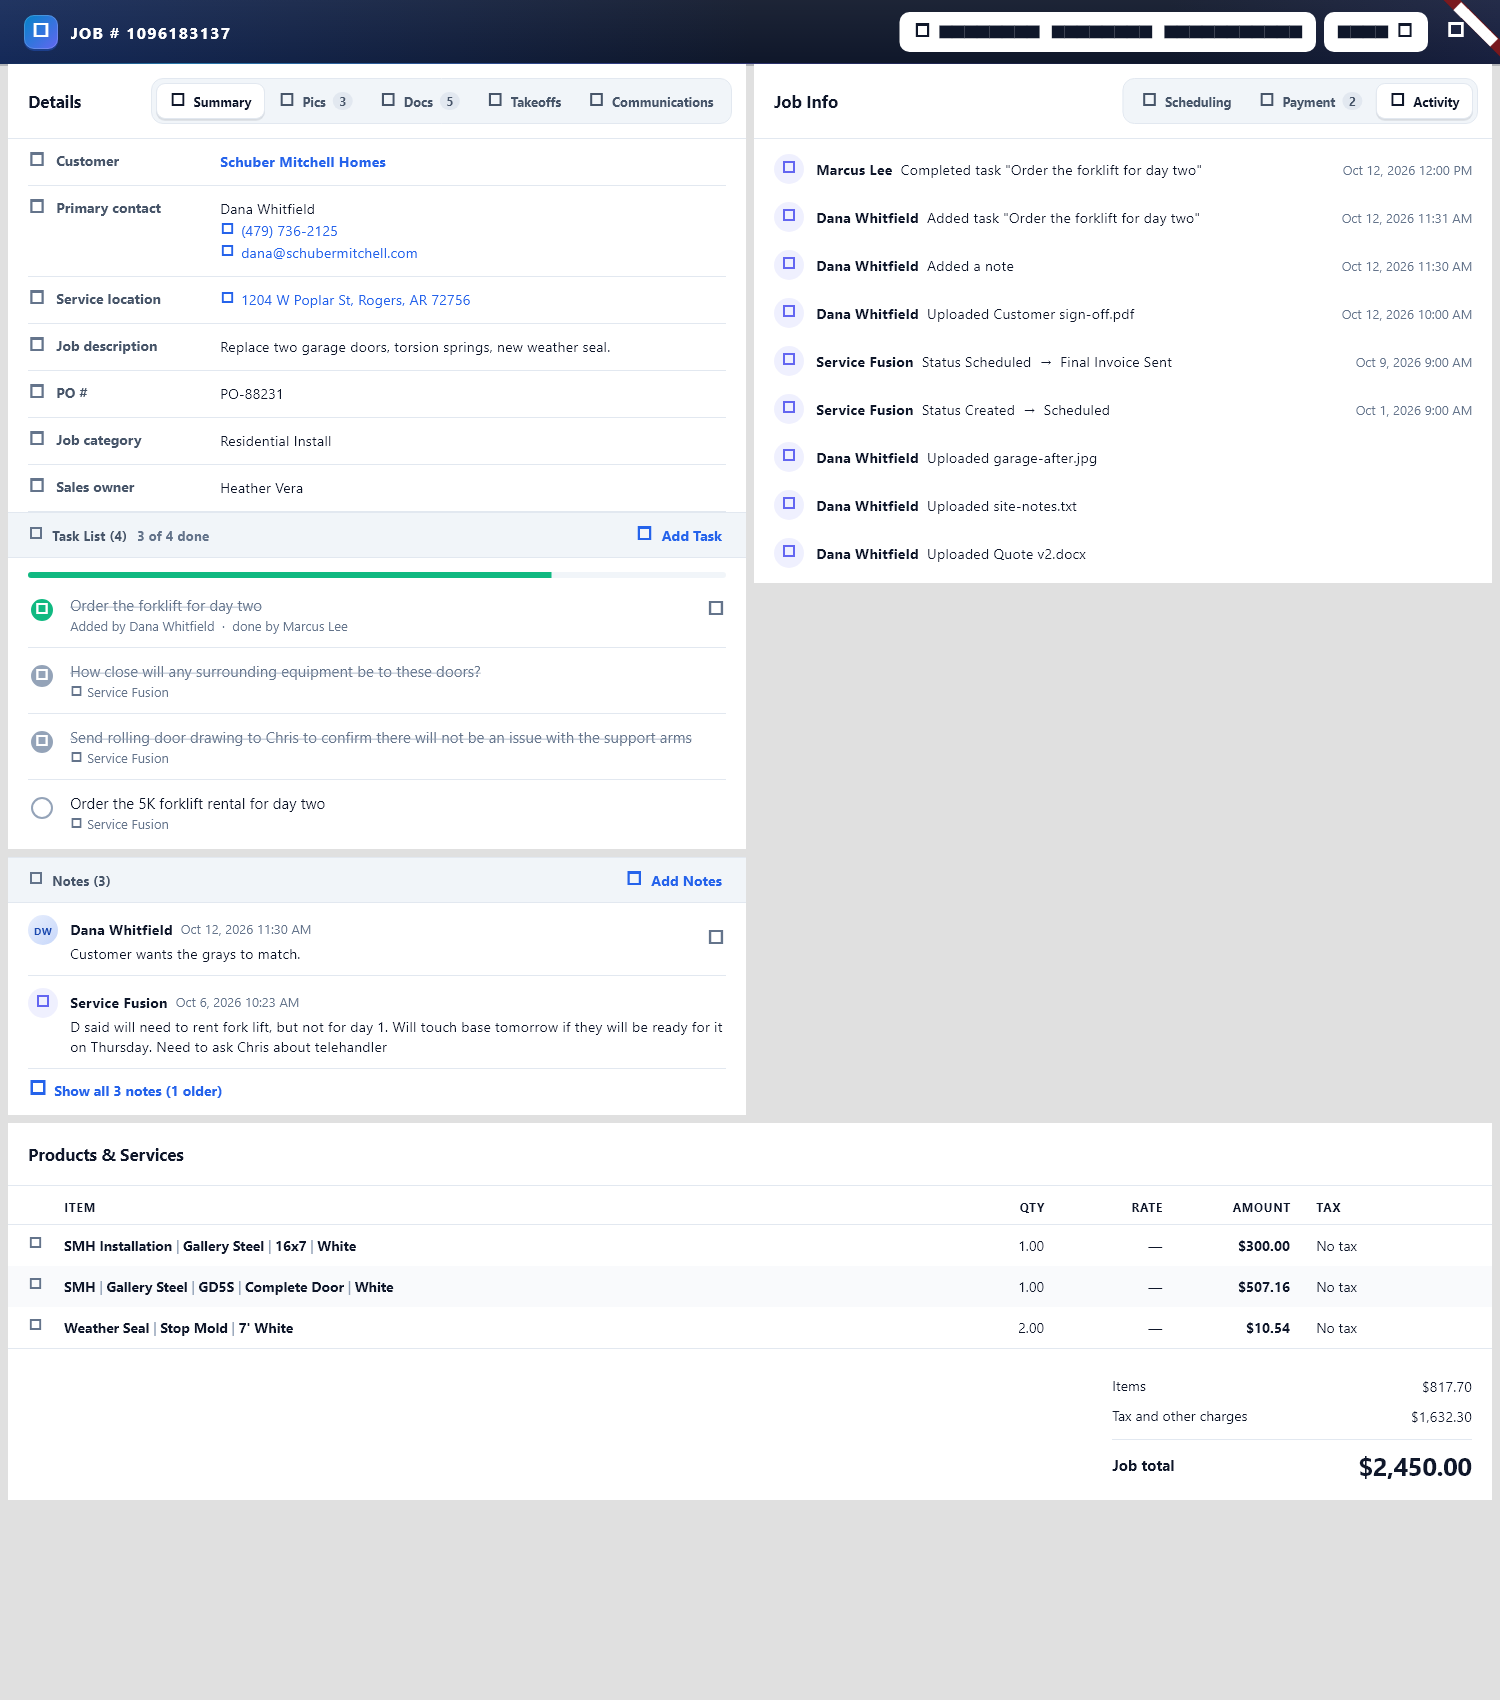 JOB # 1096183137
Details
Summary
Pics 3
Docs 5
Takeoffs
Communications
Customer
Schuber Mitchell Homes
Primary contact
Dana Whitfield
(479) 736-2125
dana@schubermitchell.com
Service location
1204 W Poplar St, Rogers, AR 72756
Job description
Replace two garage doors, torsion springs, new weather seal.
PO #
PO-88231
Job category
Residential Install
Sales owner
Heather Vera
Task List (4) 3 of 4 done
Add Task
Order the forklift for day two
Added by Dana Whitfield · done by Marcus Lee
How close will any surrounding equipment be to these doors?
Service Fusion
Send rolling door drawing to Chris to confirm there will not be an issue with the support arms
Service Fusion
Order the 5K forklift rental for day two
Service Fusion
Notes (3)
Add Notes
DW
Dana Whitfield Oct 12, 2026 11:30 AM
Customer wants the grays to match.
Service Fusion Oct 6, 2026 10:23 AM
D said will need to rent fork lift, but not for day 1. Will touch base tomorrow if they will be ready for it
on Thursday. Need to ask Chris about telehandler
Show all 3 notes (1 older)
Job Info
Scheduling
Payment 2
Activity
Marcus Lee Completed task "Order the forklift for day two" Oct 12, 2026 12:00 PM
Dana Whitfield Added task "Order the forklift for day two" Oct 12, 2026 11:31 AM
Dana Whitfield Added a note Oct 12, 2026 11:30 AM
Dana Whitfield Uploaded Customer sign-off.pdf Oct 12, 2026 10:00 AM
Service Fusion Status Scheduled → Final Invoice Sent Oct 9, 2026 9:00 AM
Service Fusion Status Created → Scheduled Oct 1, 2026 9:00 AM
Dana Whitfield Uploaded garage-after.jpg
Dana Whitfield Uploaded site-notes.txt
Dana Whitfield Uploaded Quote v2.docx
Products & Services
ITEM QTY RATE AMOUNT TAX
SMH Installation | Gallery Steel | 16x7 | White 1.00 — $300.00 No tax
SMH | Gallery Steel | GD5S | Complete Door | White 1.00 — $507.16 No tax
Weather Seal | Stop Mold | 7' White 2.00 — $10.54 No tax
Items $817.70
Tax and other charges $1,632.30
Job total $2,450.00